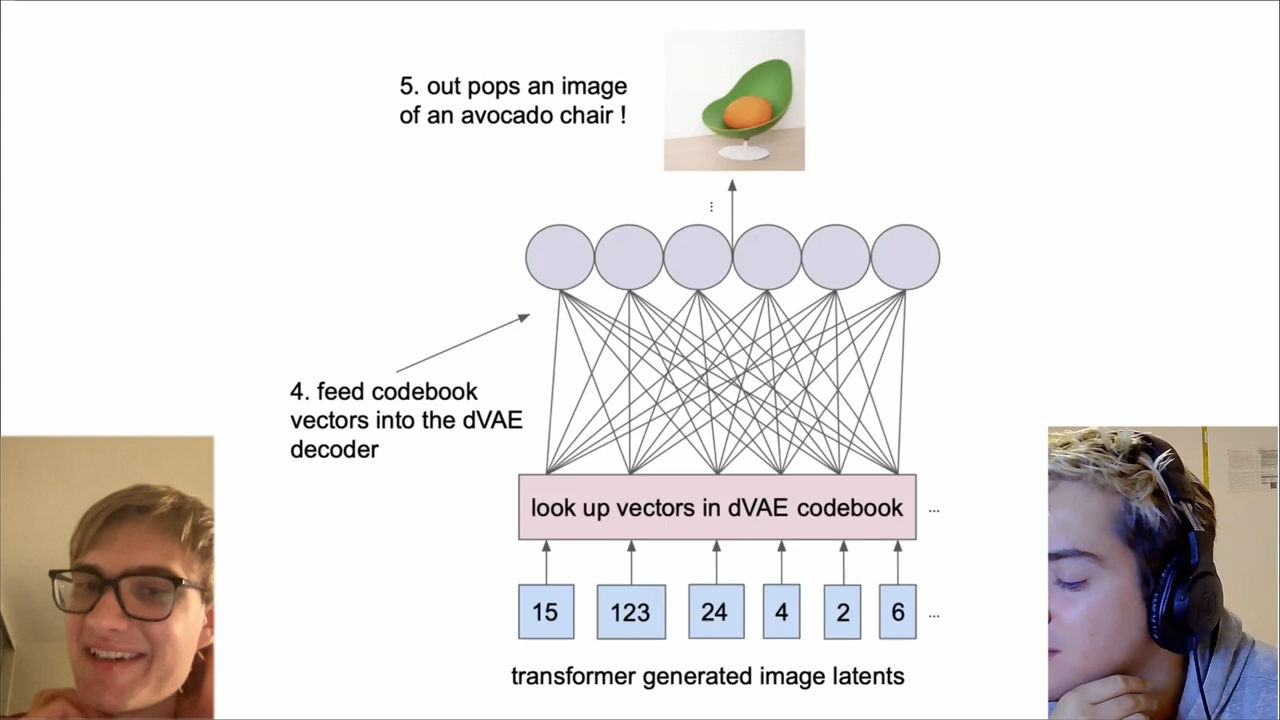 5. out pops an image
of an avocado chair !
⋮
4. feed codebook
vectors into the dVAE
decoder
look up vectors in dVAE codebook ...
15 123 24 4 2 6 ...
transformer generated image latents